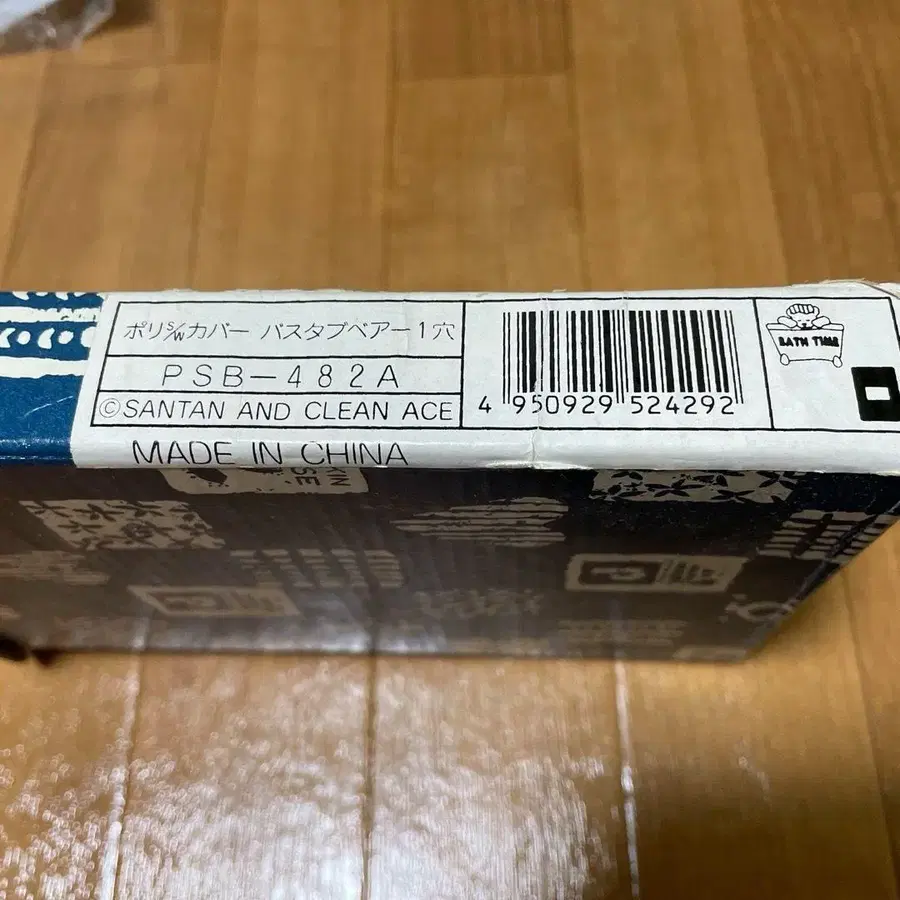 ポリS/Wカバー バスタブベアー1穴
PSB-482A
©SANTAN AND CLEAN ACE
MADE IN CHINA
4 950929 524292
BATH TIME